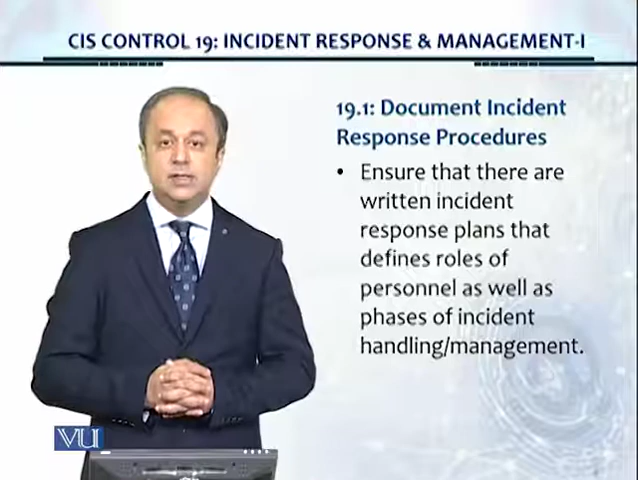 CIS CONTROL 19: INCIDENT RESPONSE & MANAGEMENT-I
19.1: Document Incident
Response Procedures
• Ensure that there are
written incident
response plans that
defines roles of
personnel as well as
phases of incident
handling/management.
VU